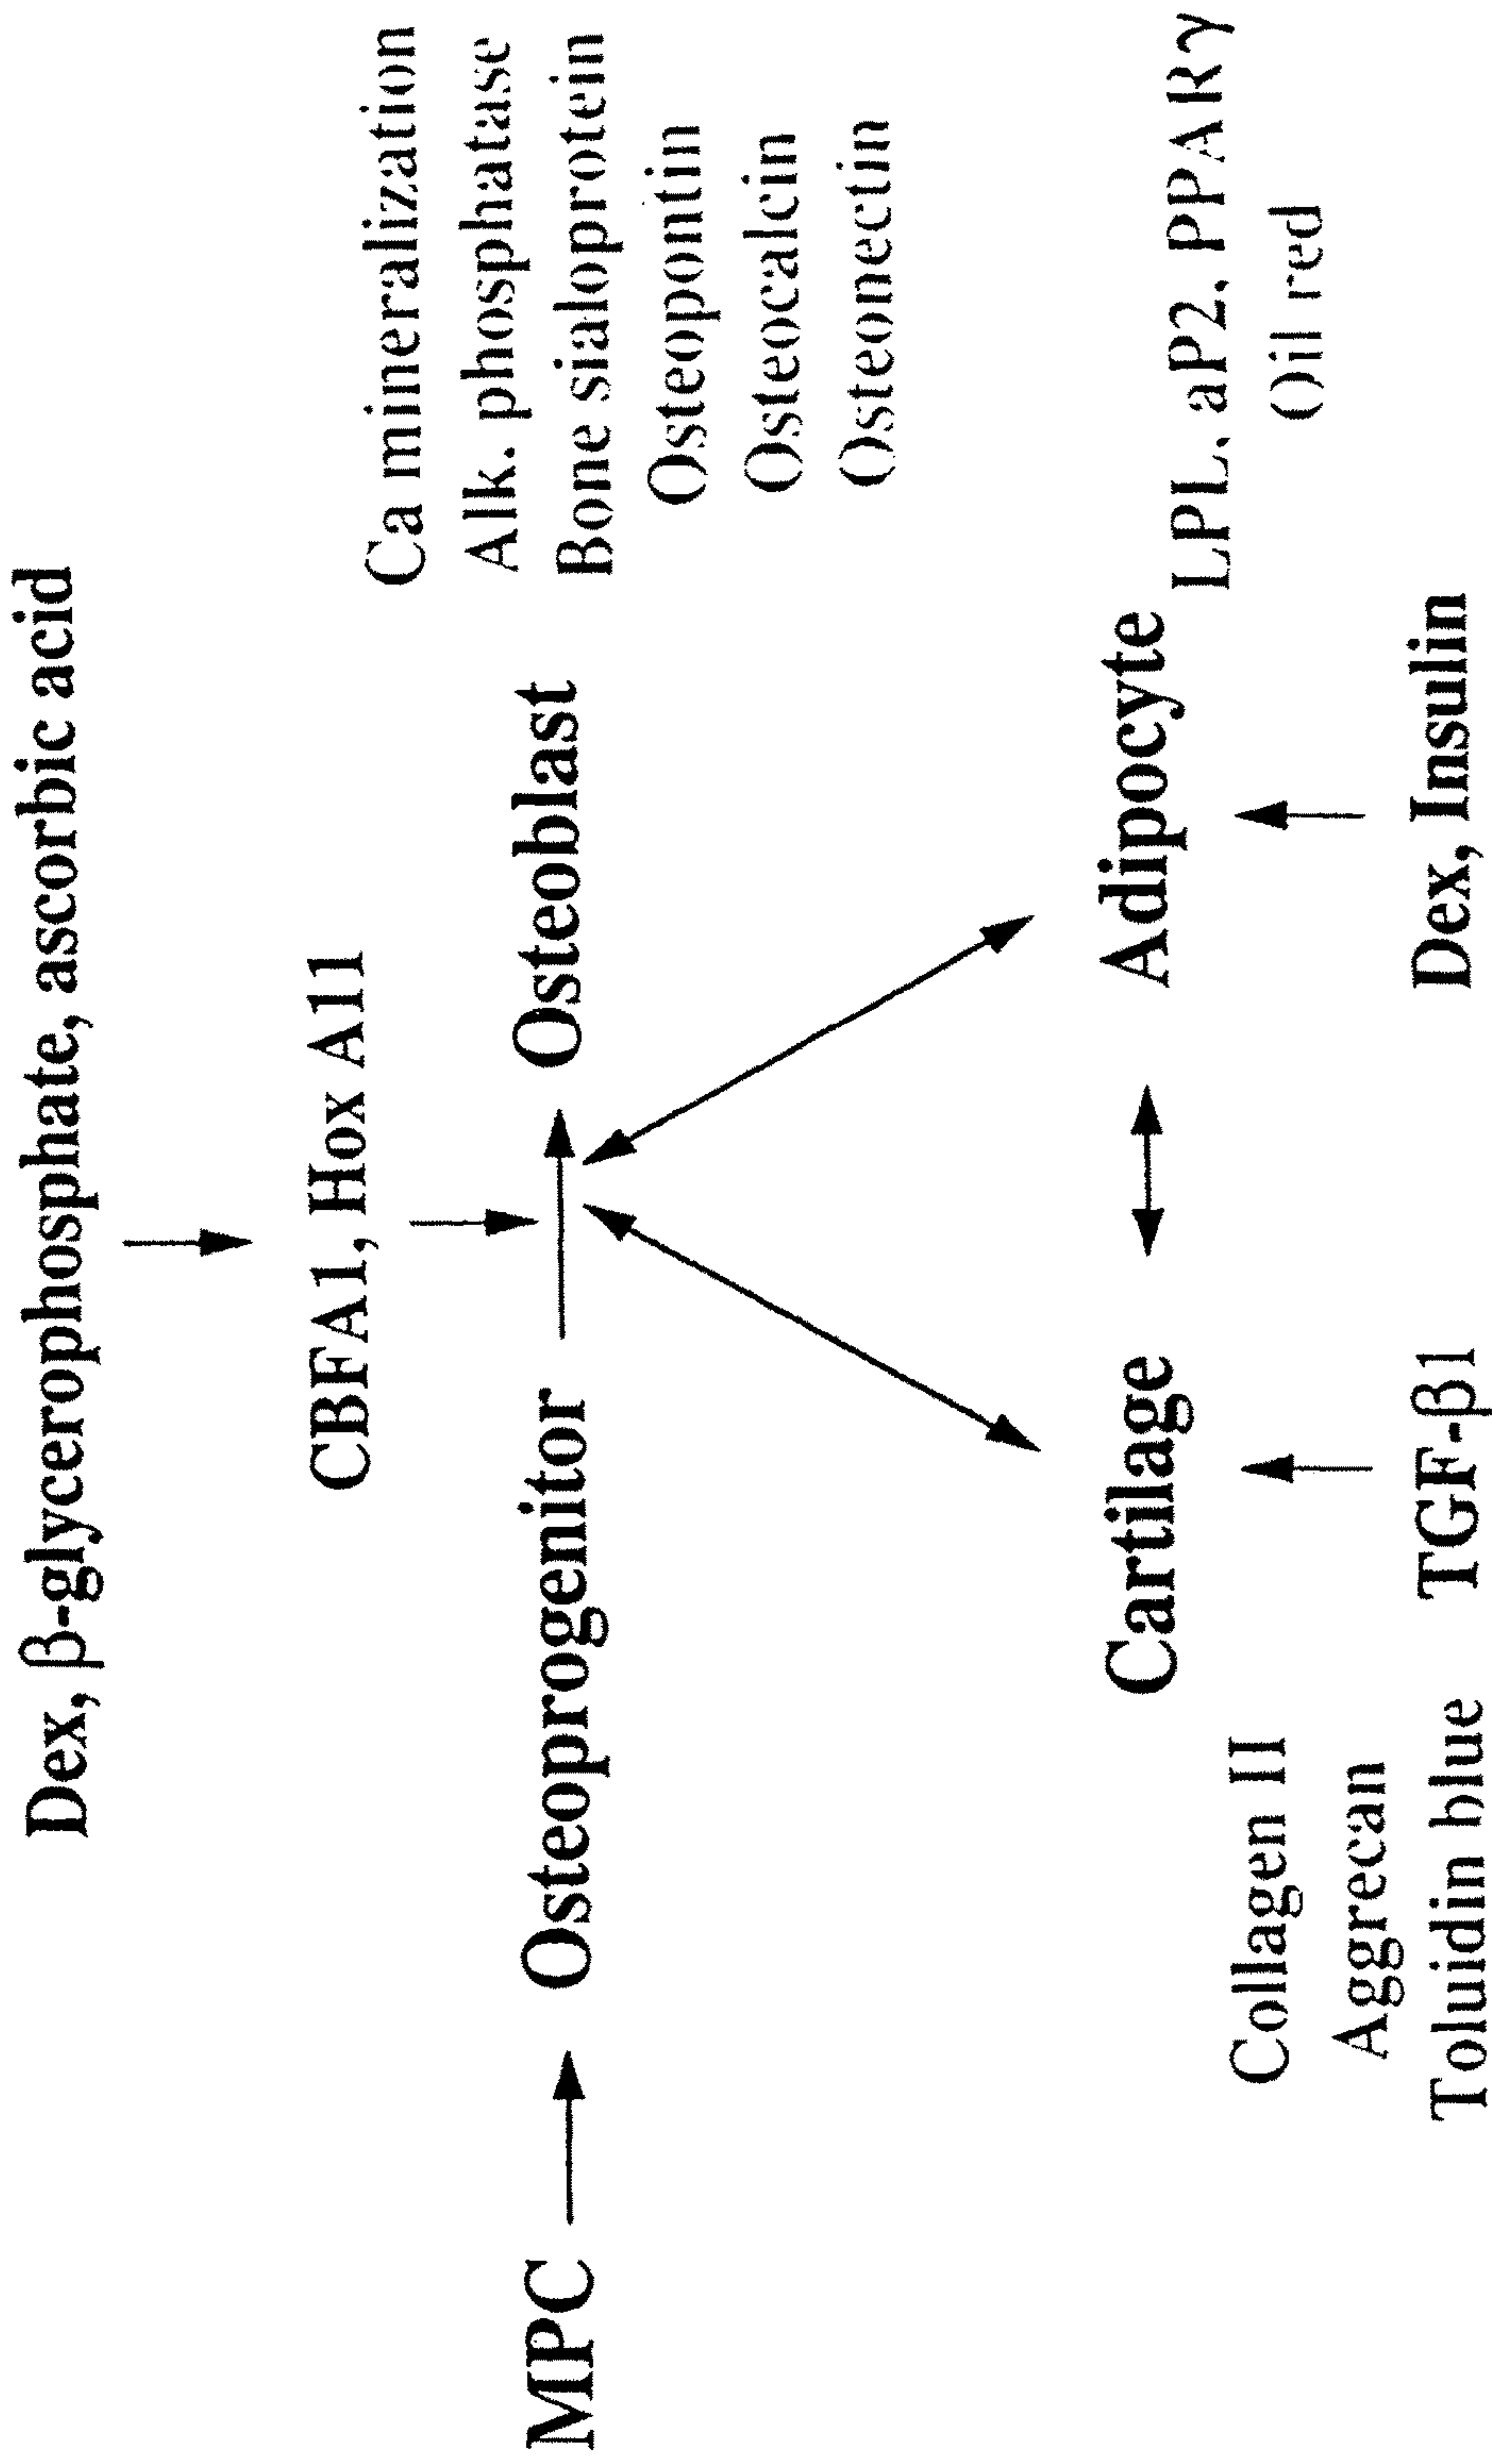 Dex, β-glycerophosphate, ascorbic acid
CBFA1, Hox A11
MPC
Osteoprogenitor
Osteoblast
Ca mineralization
Alk. phosphatase
Bone sialoprotein
Osteopontin
Osteocalcin
Osteonectin
Cartilage
Adipocyte
LPL, aP2, PPARγ
Oil red
Collagen II
Aggrecan
Toluidin blue
TGF-β1
Dex, Insulin